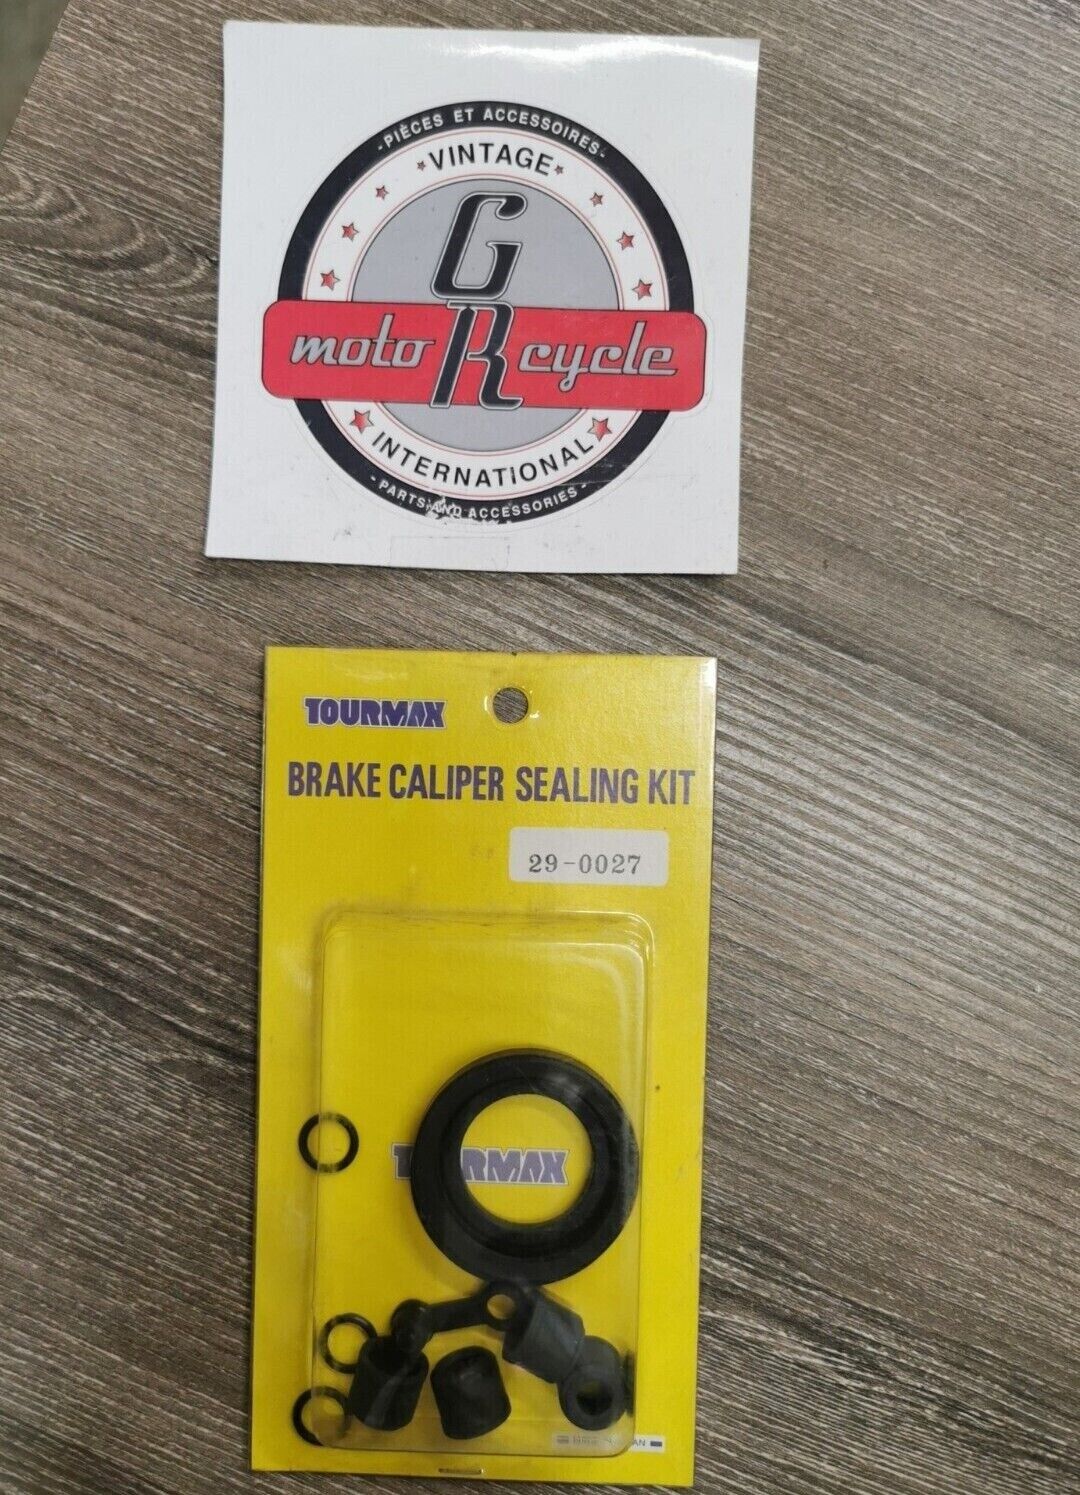 -PIÈCES ET ACCESSOIRES-
VINTAGE
G
moto R cycle
INTERNATIONAL
- PARTS AND ACCESSORIES -
TOURMAX
BRAKE CALIPER SEALING KIT
29-0027
TOURMAX